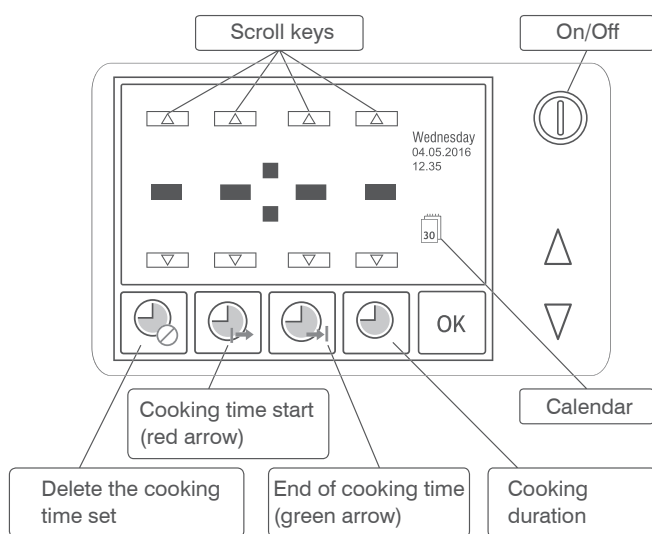 Scroll keys
On/Off
Wednesday
04.05.2016
12.35
30
OK
Cooking time start
(red arrow)
Calendar
Delete the cooking
time set
End of cooking time
(green arrow)
Cooking
duration